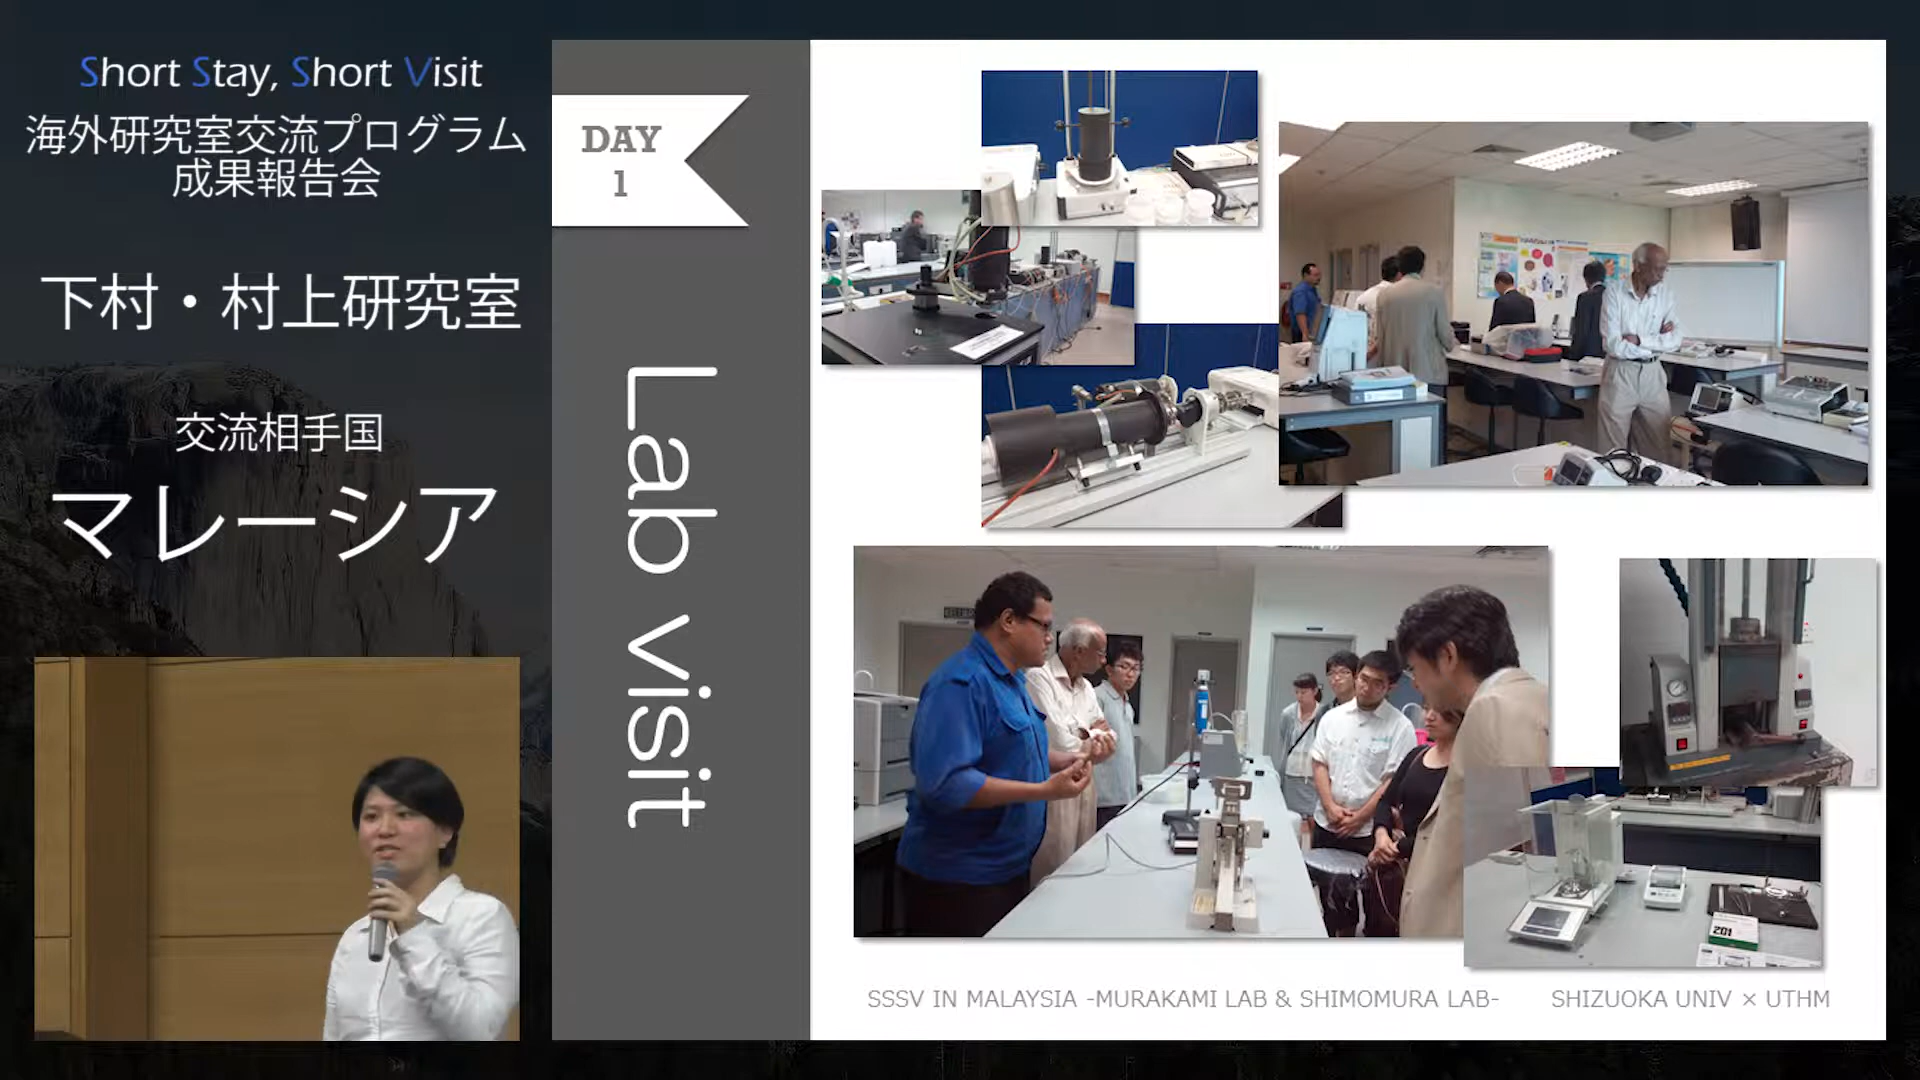 Short Stay, Short Visit
海外研究室交流プログラム
成果報告会
下村・村上研究室
交流相手国
マレーシア
DAY
1
Lab visit
201
SSSV IN MALAYSIA -MURAKAMI LAB & SHIMOMURA LAB-
SHIZUOKA UNIV × UTHM